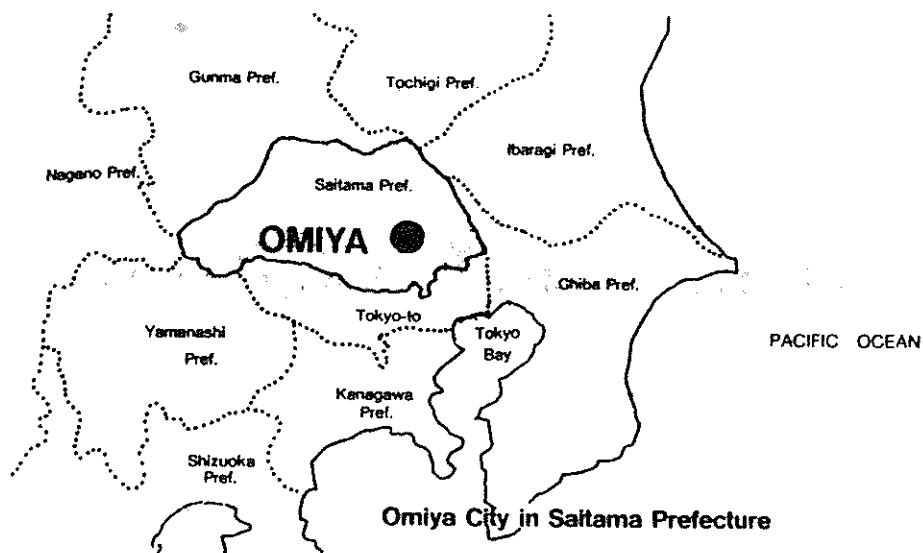 Gunma Pref.
Tochigi Pref.
Ibaragi Pref.
Nagano Pref.
Saitama Pref.
OMIYA
Chiba Pref.
Tokyo-to
Yamanashi
Pref.
Tokyo
Bay
PACIFIC OCEAN
Kanagawa
Pref.
Shizuoka
Pref.
Omiya City in Saitama Prefecture